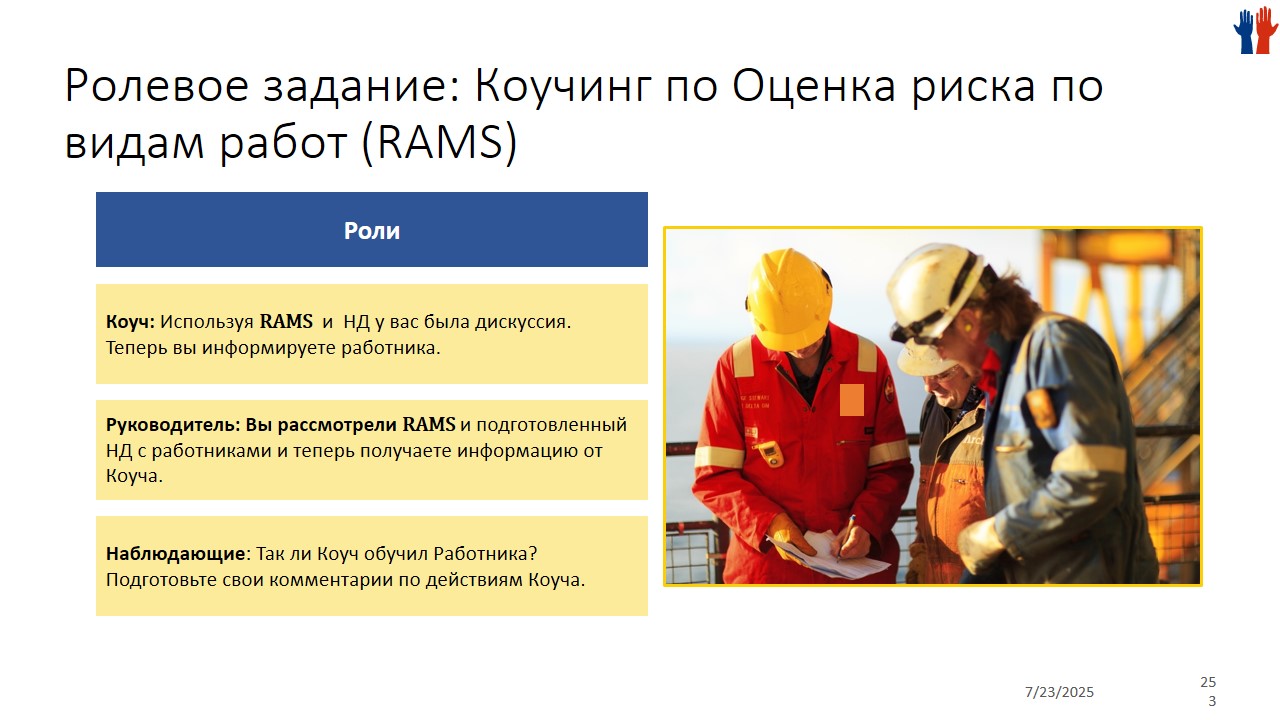 Ролевое задание: Коучинг по Оценка риска по
видам работ (RAMS)
Роли
Коуч: Используя RAMS и НД у вас была дискуссия.
Теперь вы информируете работника.
Руководитель: Вы рассмотрели RAMS и подготовленный
НД с работниками и теперь получаете информацию от
Коуча.
Наблюдающие: Так ли Коуч обучил Работника?
Подготовьте свои комментарии по действиям Коуча.
7/23/2025
25
3